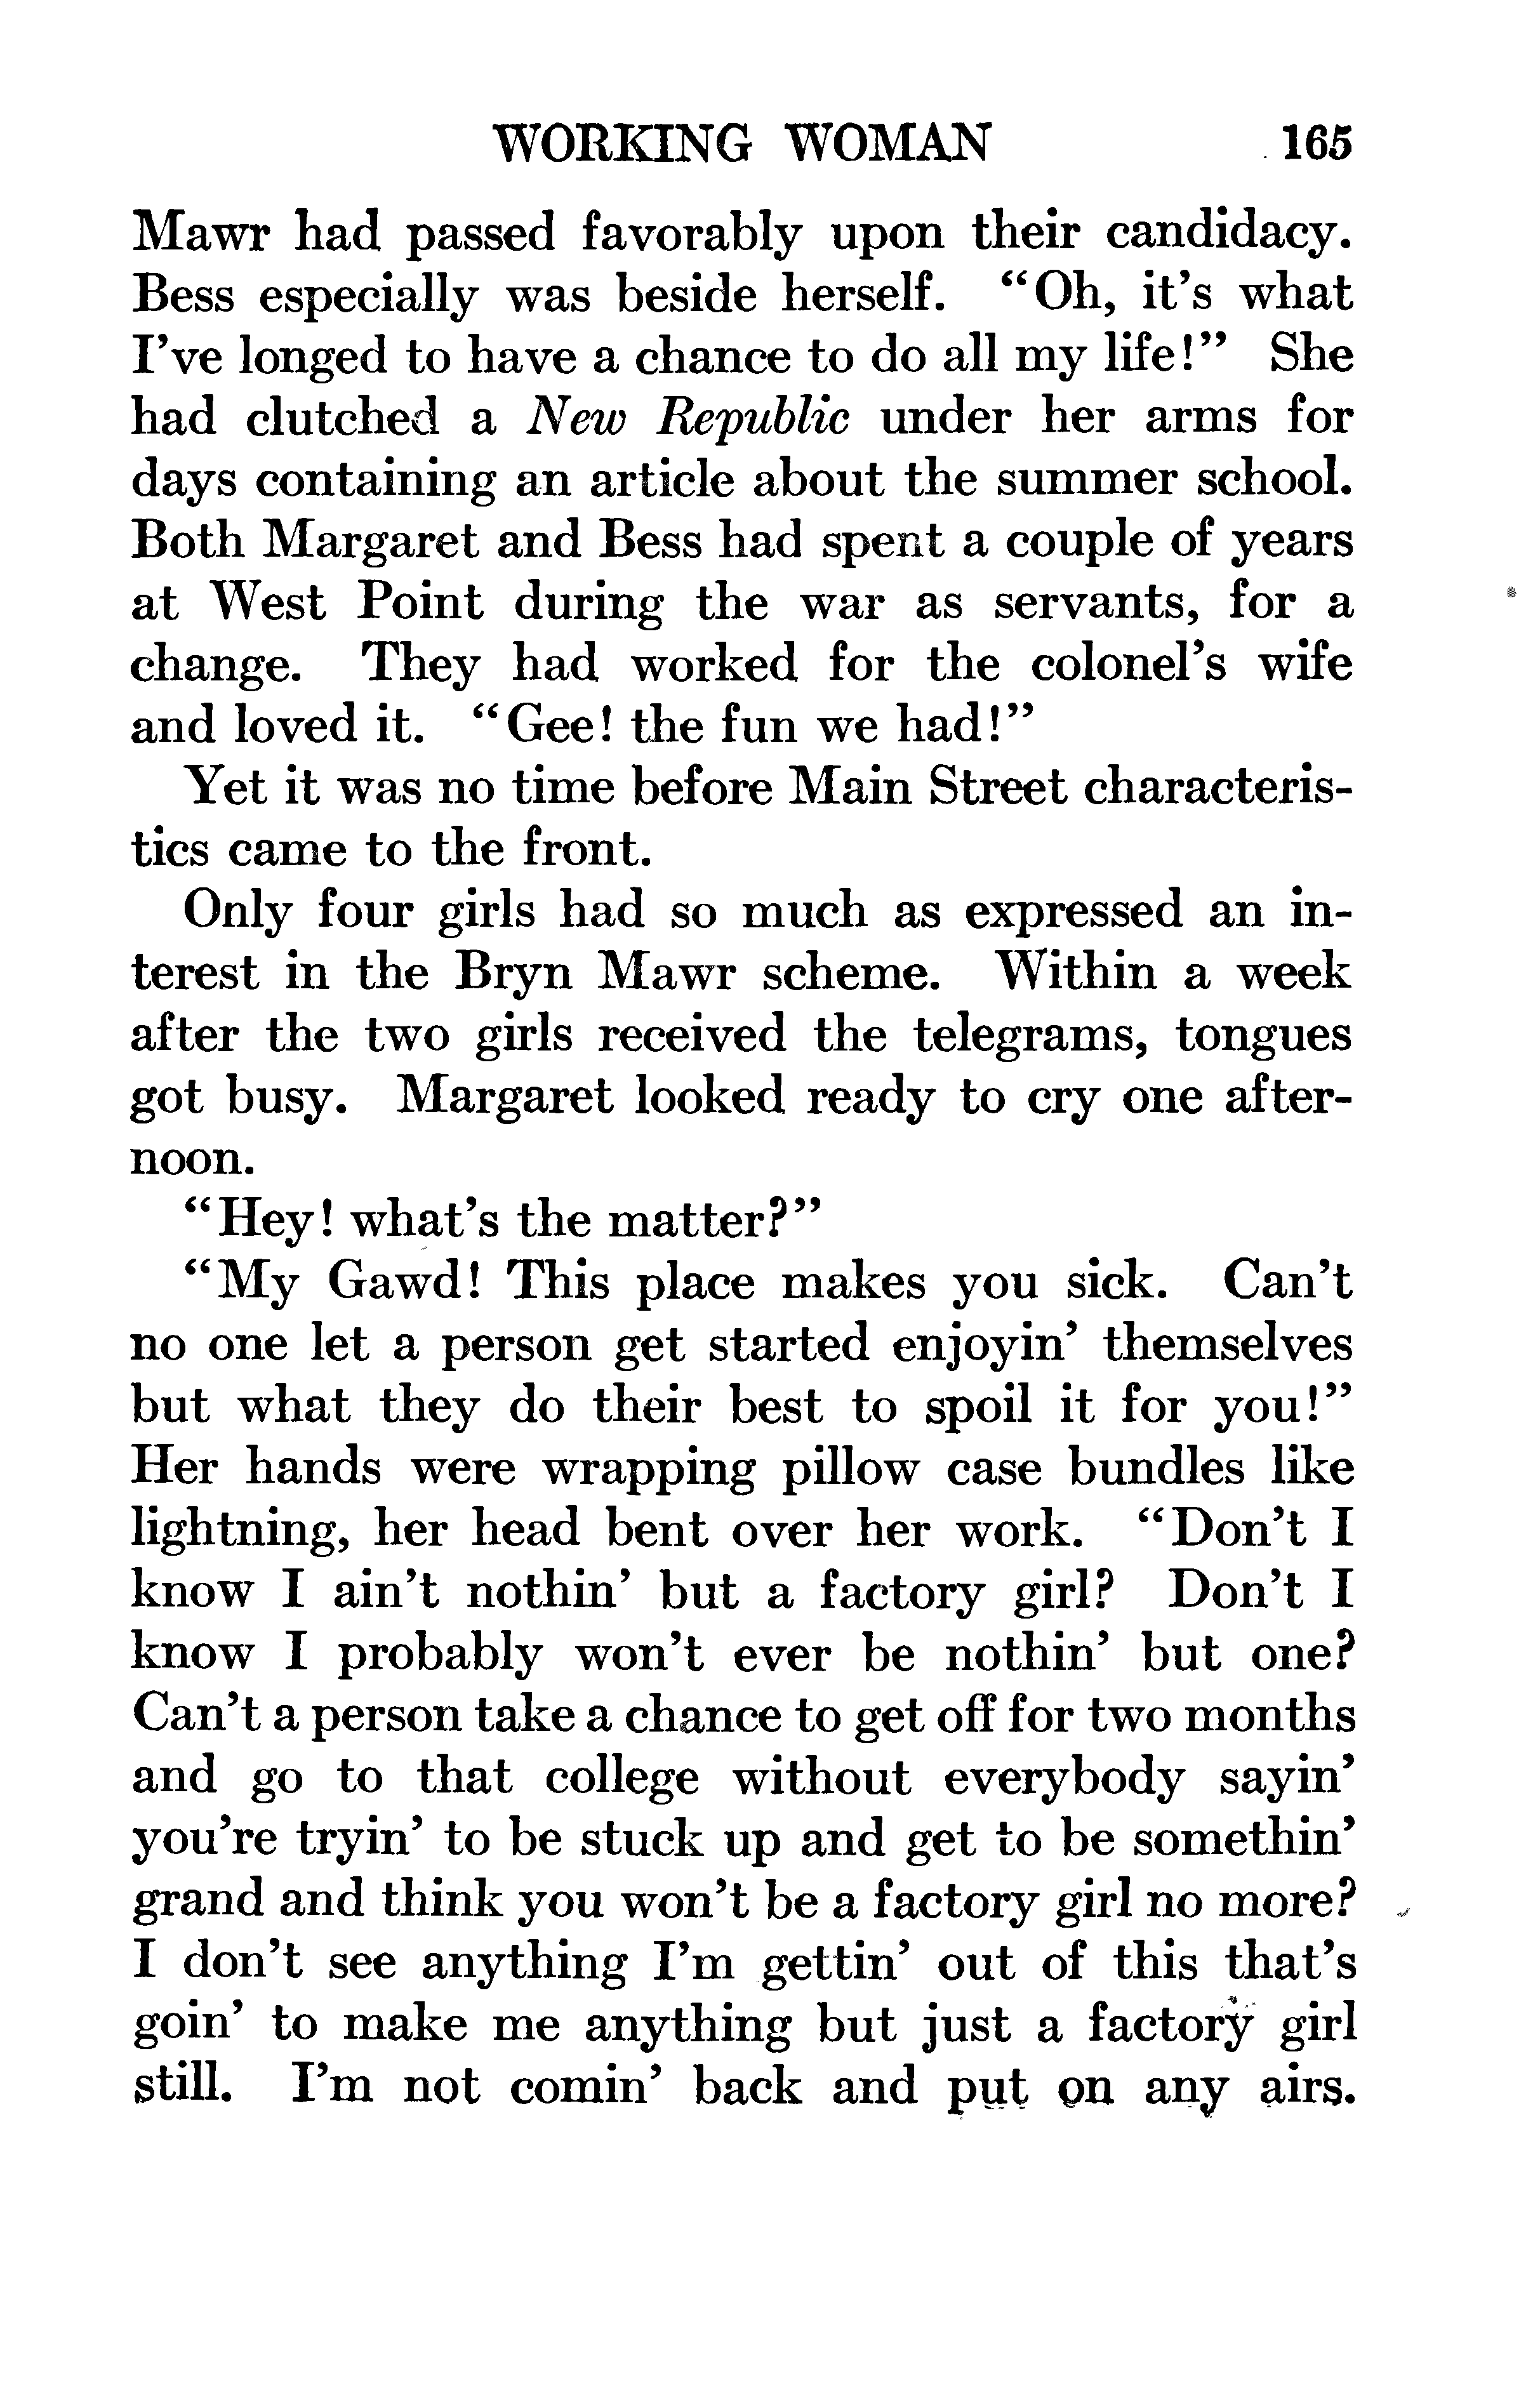 WORKING WOMAN 165
Mawr had passed favorably upon their candidacy.
Bess especially was beside herself. “Oh, it’s what
I’ve longed to have a chance to do all my life!” She
had clutched a New Republic under her arms for
days containing an article about the summer school.
Both Margaret and Bess had spent a couple of years
at West Point during the war as servants, for a
change. They had worked for the colonel’s wife
and loved it. “Gee! the fun we had!”
Yet it was no time before Main Street characteris-
tics came to the front.
Only four girls had so much as expressed an in-
terest in the Bryn Mawr scheme. Within a week
after the two girls received the telegrams, tongues
got busy. Margaret looked ready to cry one after-
noon.
“Hey! what’s the matter?”
“My Gawd! This place makes you sick. Can’t
no one let a person get started enjoyin’ themselves
but what they do their best to spoil it for you!”
Her hands were wrapping pillow case bundles like
lightning, her head bent over her work. “Don’t I
know I ain’t nothin’ but a factory girl? Don’t I
know I probably won’t ever be nothin’ but one?
Can’t a person take a chance to get off for two months
and go to that college without everybody sayin’
you’re tryin’ to be stuck up and get to be somethin’
grand and think you won’t be a factory girl no more?
I don’t see anything I’m gettin’ out of this that’s
goin’ to make me anything but just a factory girl
still. I’m not comin’ back and put on any airs.